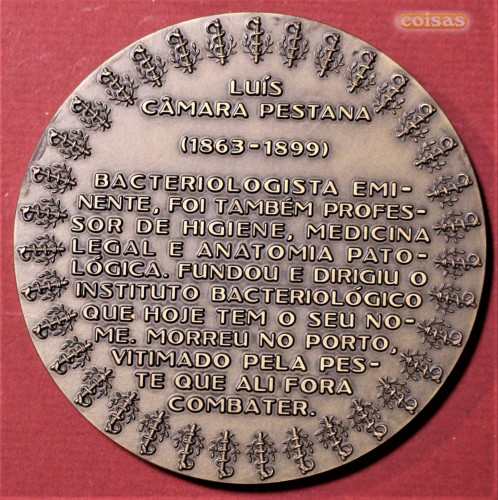 coisas
LUÍS
CÂMARA PESTANA
(1863-1899)
BACTERIOLOGISTA EMI-
NENTE, FOI TAMBÉM PROFES-
SOR DE HIGIENE, MEDICINA
LEGAL E ANATOMIA PATO-
LÓGICA. FUNDOU E DIRIGIU O
INSTITUTO BACTERIOLÓGICO
QUE HOJE TEM O SEU NO-
ME. MORREU NO PORTO,
VITIMADO PELA PES-
TE QUE ALI FORA
COMBATER.